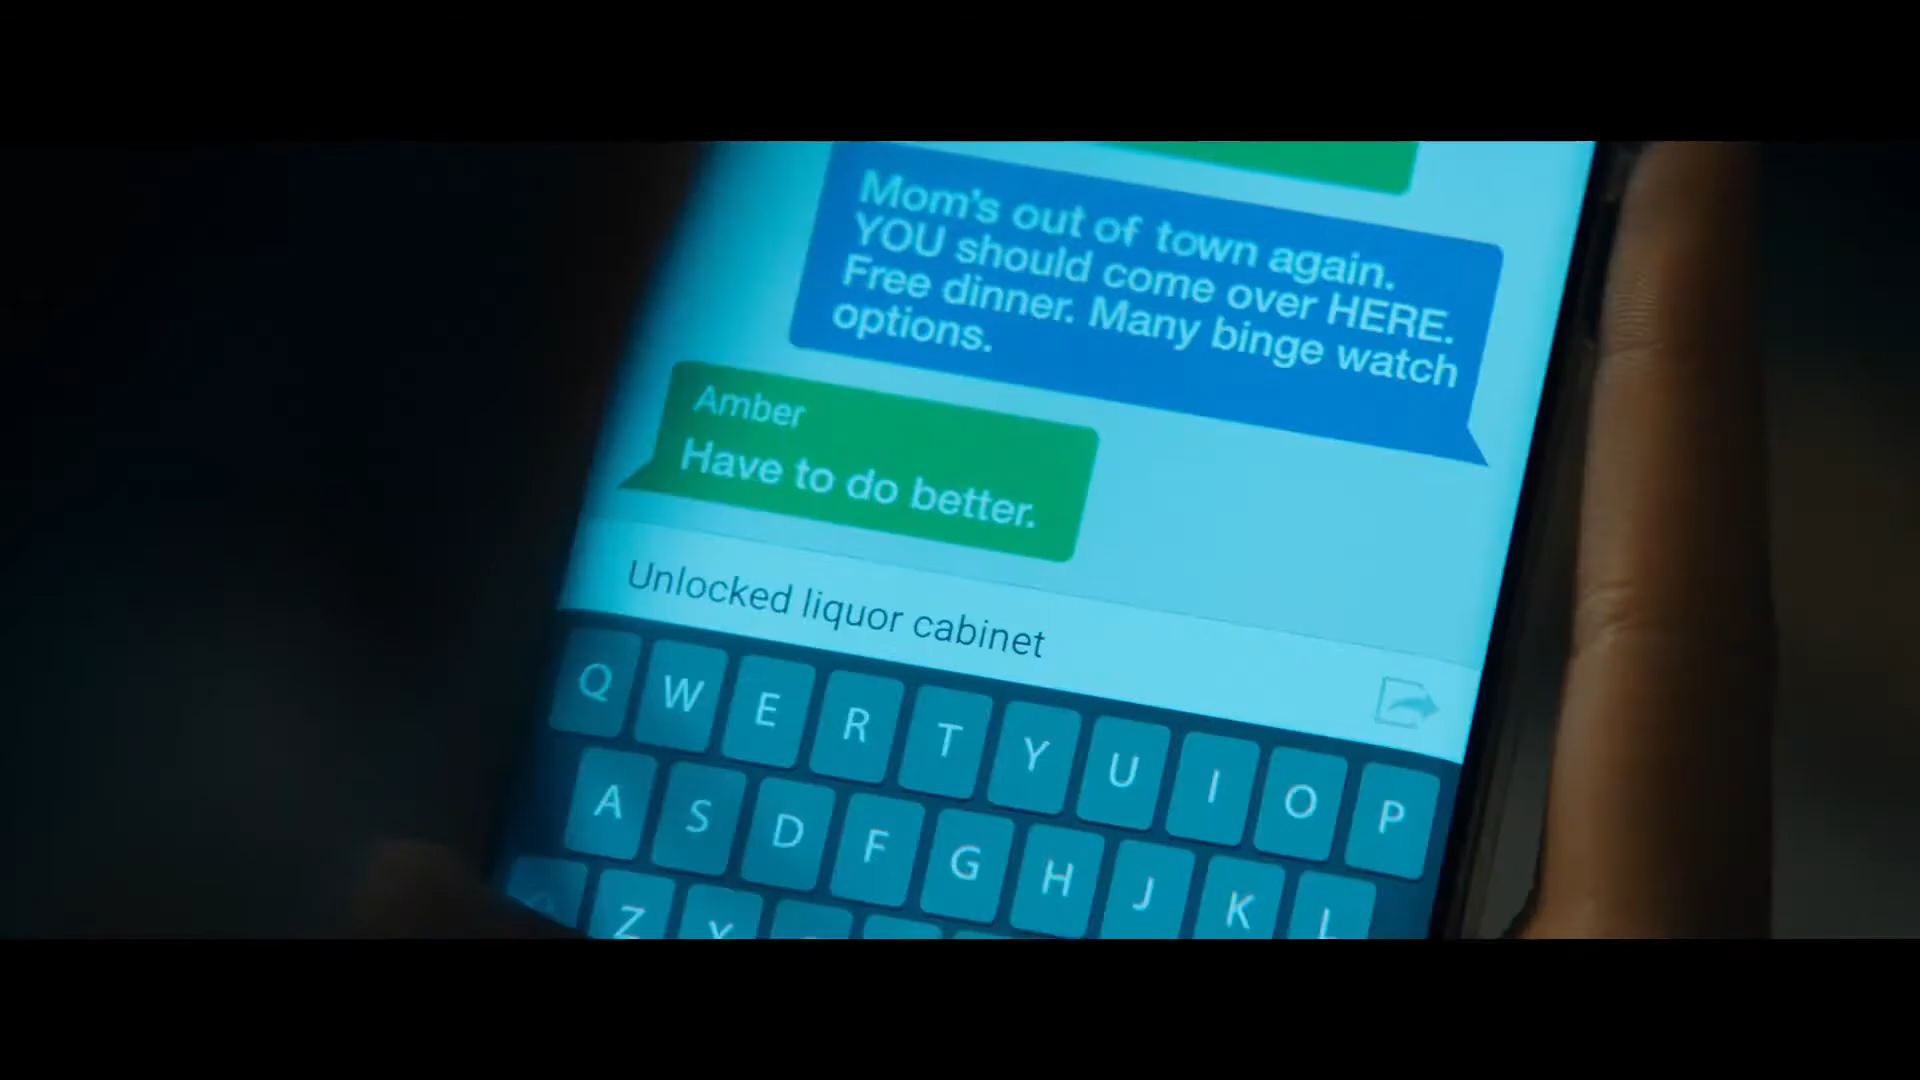 Mom's out of town again.
YOU should come over HERE.
Free dinner. Many binge watch
options.
Amber
Have to do better.
Unlocked liquor cabinet
Q W E R T Y U I O P
A S D F G H J K L
Z X